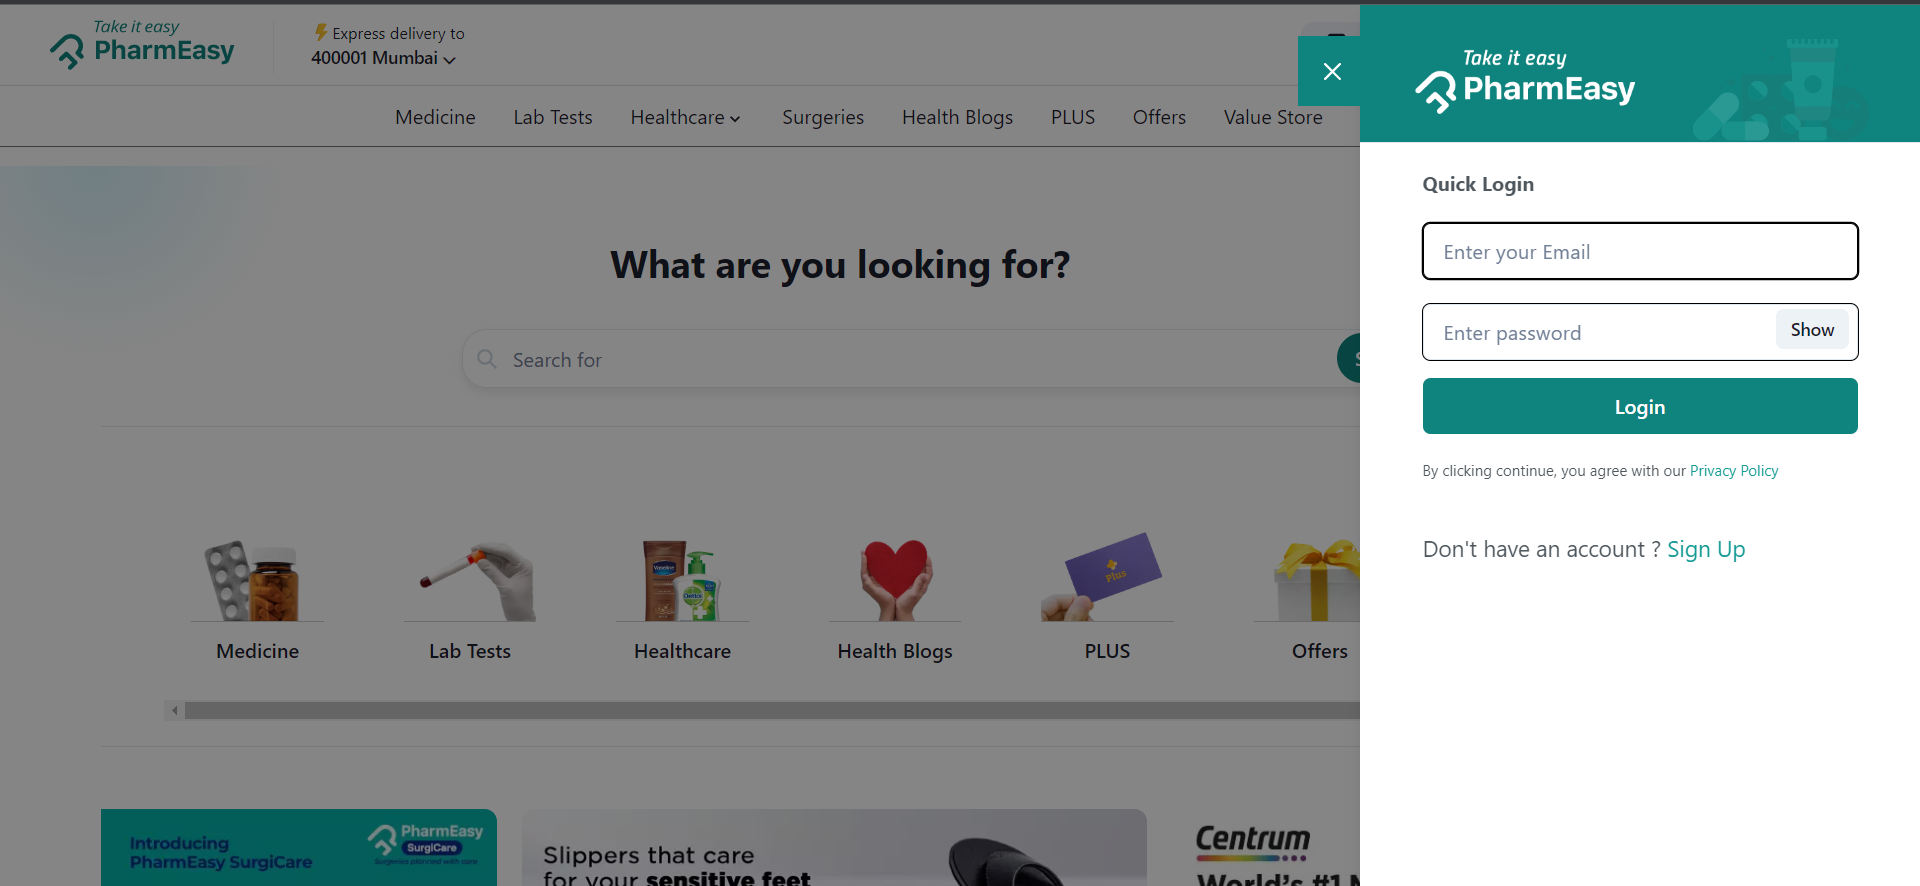 Take it easy
PharmEasy
Express delivery to
400001 Mumbai
Medicine
Lab Tests
Healthcare
Surgeries
Health Blogs
PLUS
Offers
Value Store
What are you looking for?
Search for
Medicine
Lab Tests
Healthcare
Health Blogs
Plus
PLUS
Offers
Vaseline
Dettol
Introducing
PharmEasy SurgiCare
PharmEasy
SurgiCare
Surgeries planned with care
Slippers that care
for your sensitive feet
Centrum
World's #1
Take it easy
PharmEasy
Quick Login
Enter your Email
Enter password
Show
Login
By clicking continue, you agree with our Privacy Policy
Don't have an account ? Sign Up